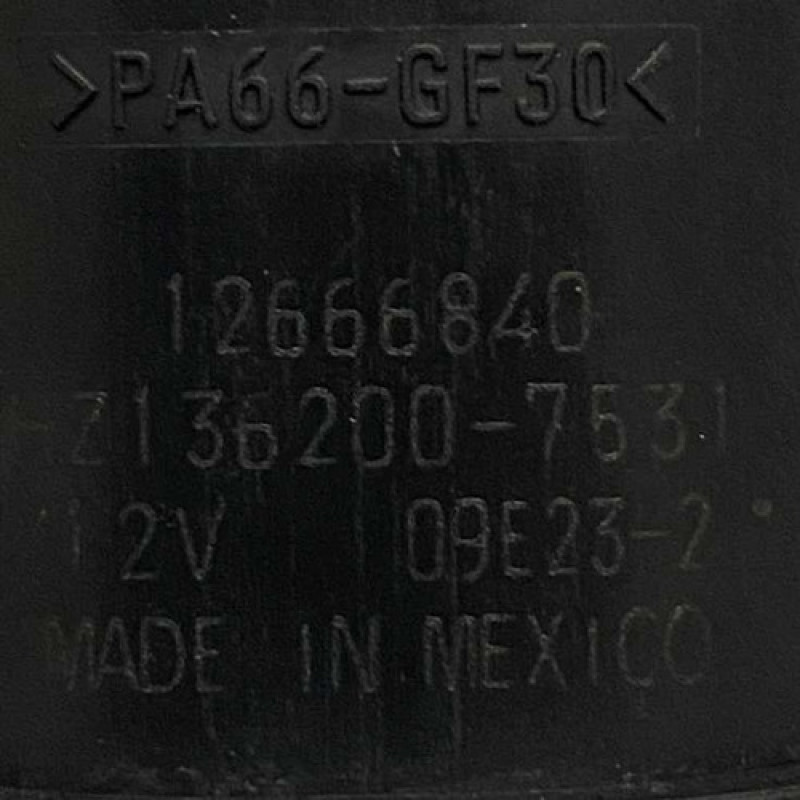 >PA66-GF30<
12666840
Z136200-7531
12V 09E23-2
MADE IN MEXICO